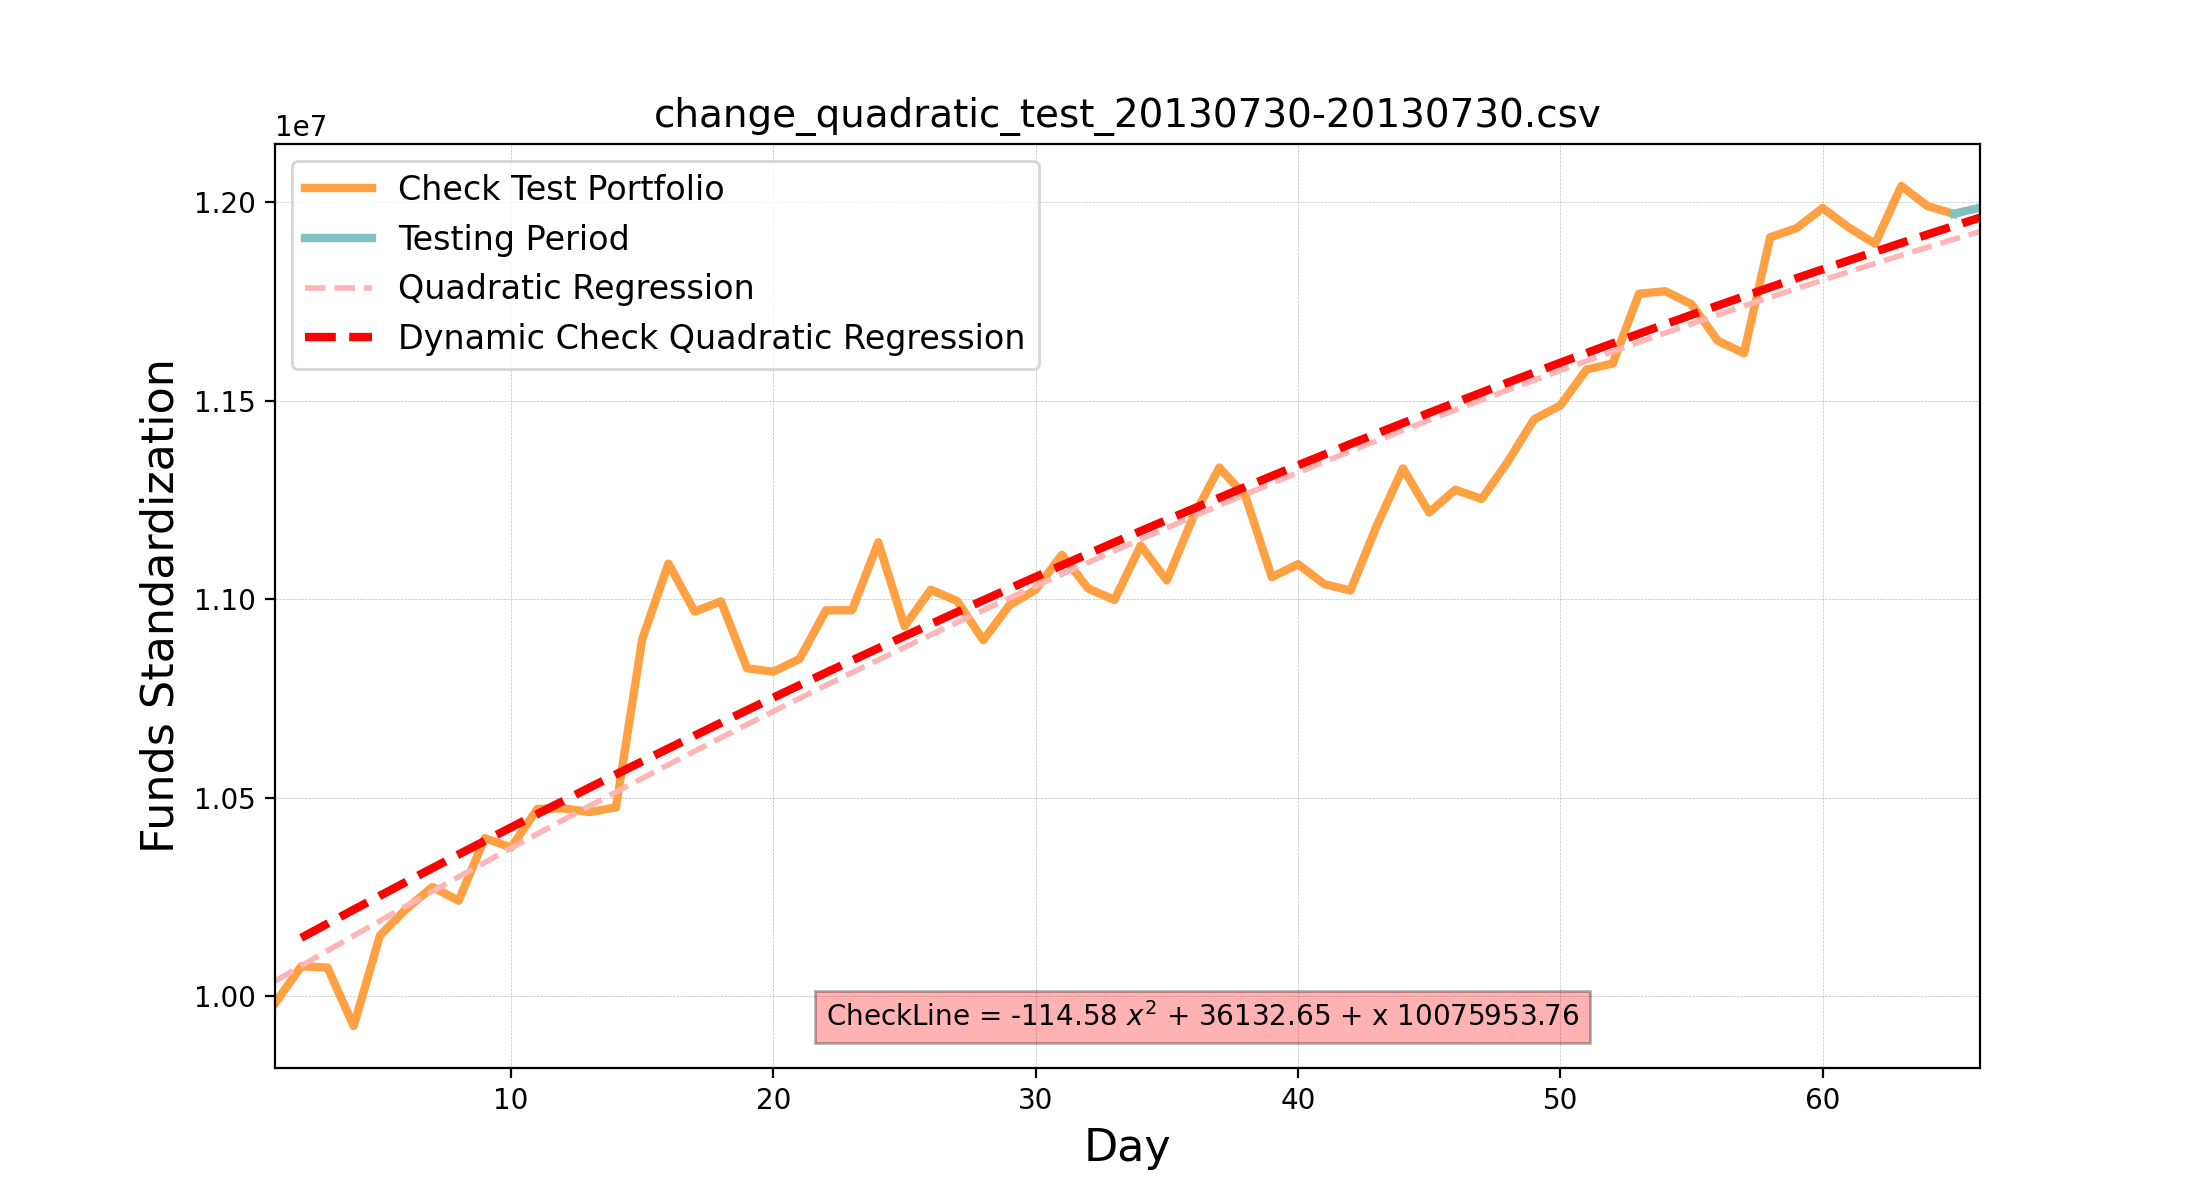 change_quadratic_test_20130730-20130730.csv
1e7
Check Test Portfolio
Testing Period
Quadratic Regression
Dynamic Check Quadratic Regression
1.20
1.15
1.10
1.05
1.00
Funds Standardization
CheckLine = -114.58 x² + 36132.65 + x 10075953.76
10 20 30 40 50 60
Day